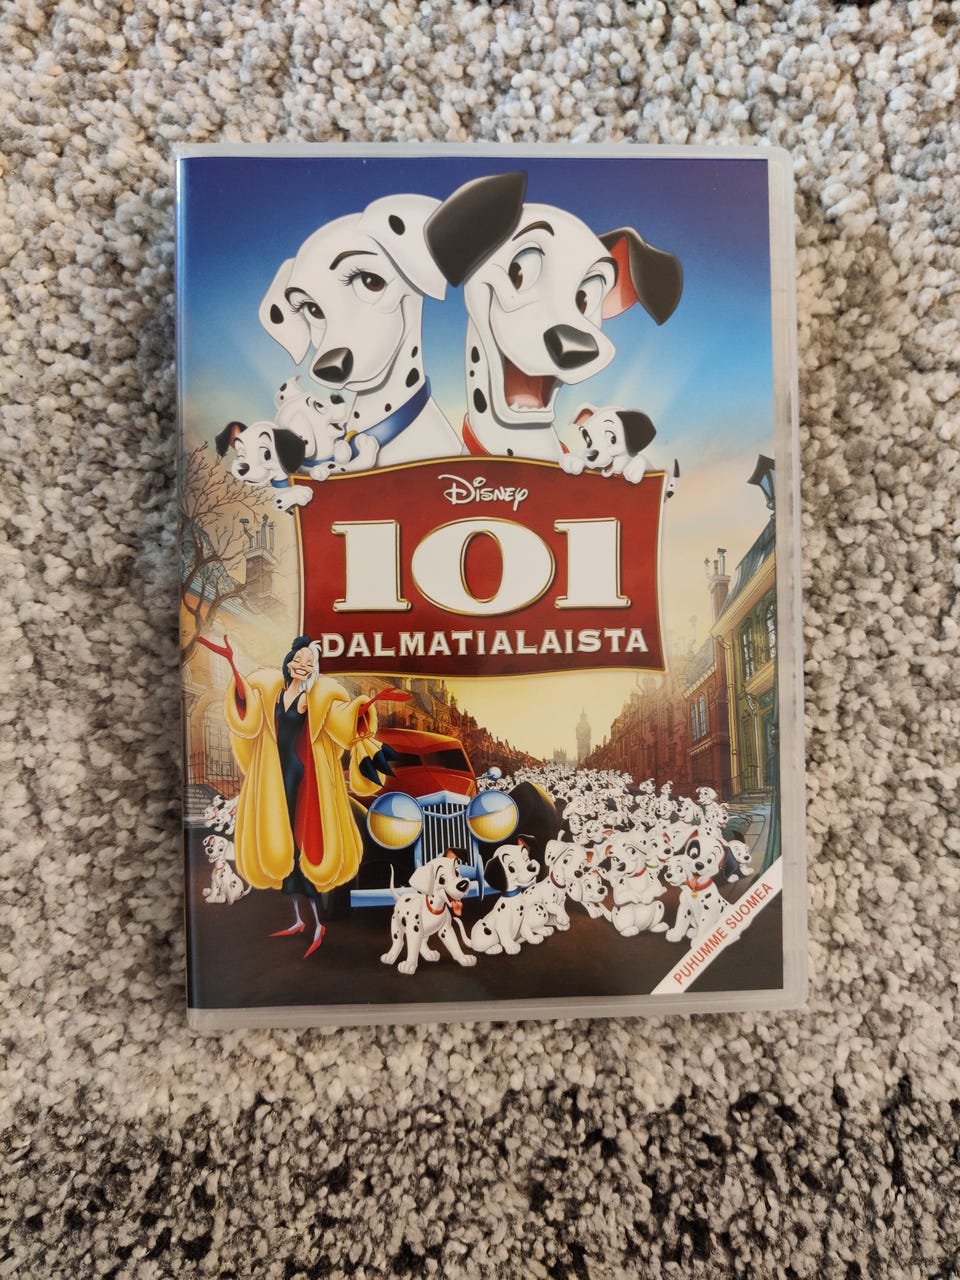 Disney
101
DALMATIALAISTA
PUHUMME SUOMEA